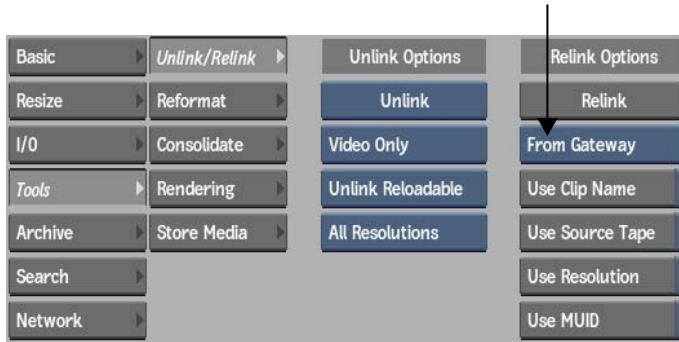 Basic
Resize
I/O
Tools
Archive
Search
Network
Unlink/Relink
Reformat
Consolidate
Rendering
Store Media
Unlink Options
Unlink
Video Only
Unlink Reloadable
All Resolutions
Relink Options
Relink
From Gateway
Use Clip Name
Use Source Tape
Use Resolution
Use MUID